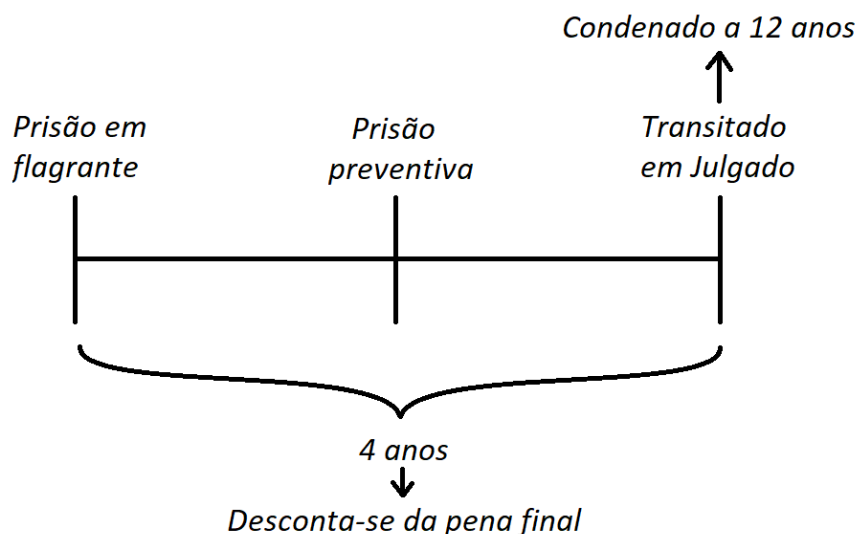 Condenado a 12 anos
Prisão em
flagrante
Prisão
preventiva
Transitado
em Julgado
4 anos
Desconta-se da pena final